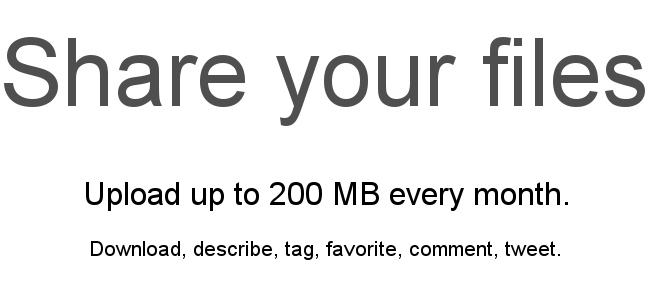 Share your files
Upload up to 200 MB every month.
Download, describe, tag, favorite, comment, tweet.